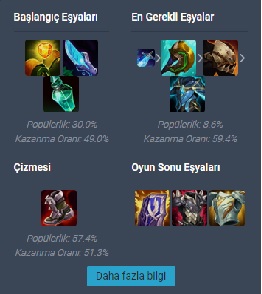 Başlangıç Eşyaları
En Gerekli Eşyalar
Popülerlik: 30.0%
Kazanma Oranı: 49.0%
Popülerlik: 8.6%
Kazanma Oranı: 59.4%
Çizmesi
Oyun Sonu Eşyaları
Popülerlik: 57.4%
Kazanma Oranı: 51.3%
Daha fazla bilgi